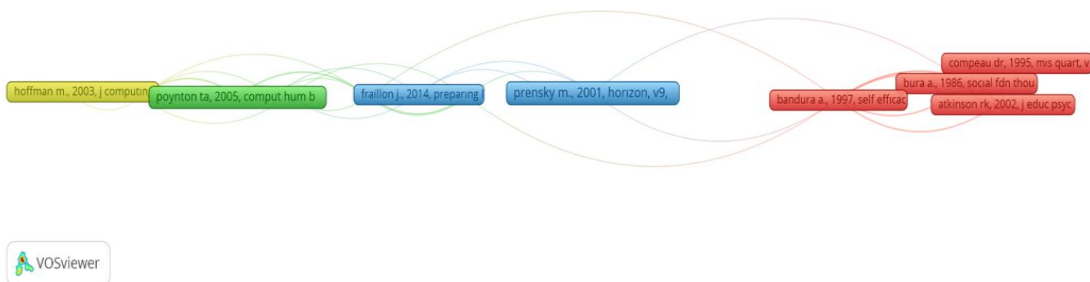 hoffman m., 2003, j computin
poynton ta, 2005, comput hum b
fraillon j., 2014, preparing
prensky m., 2001, horizon, v9,
bandura a., 1997, self efficac
compeau dr, 1995, mis quart, v
bura a., 1986, social fdn thou
atkinson rk, 2002, j educ psyc
VOSviewer